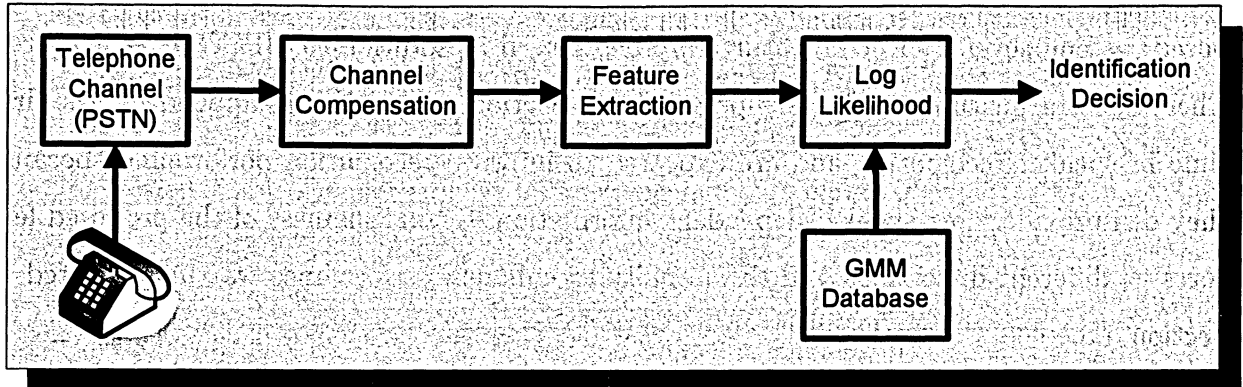 Telephone
Channel
(PSTN)
Channel
Compensation
Feature
Extraction
Log
Likelihood
Identification
Decision
GMM
Database